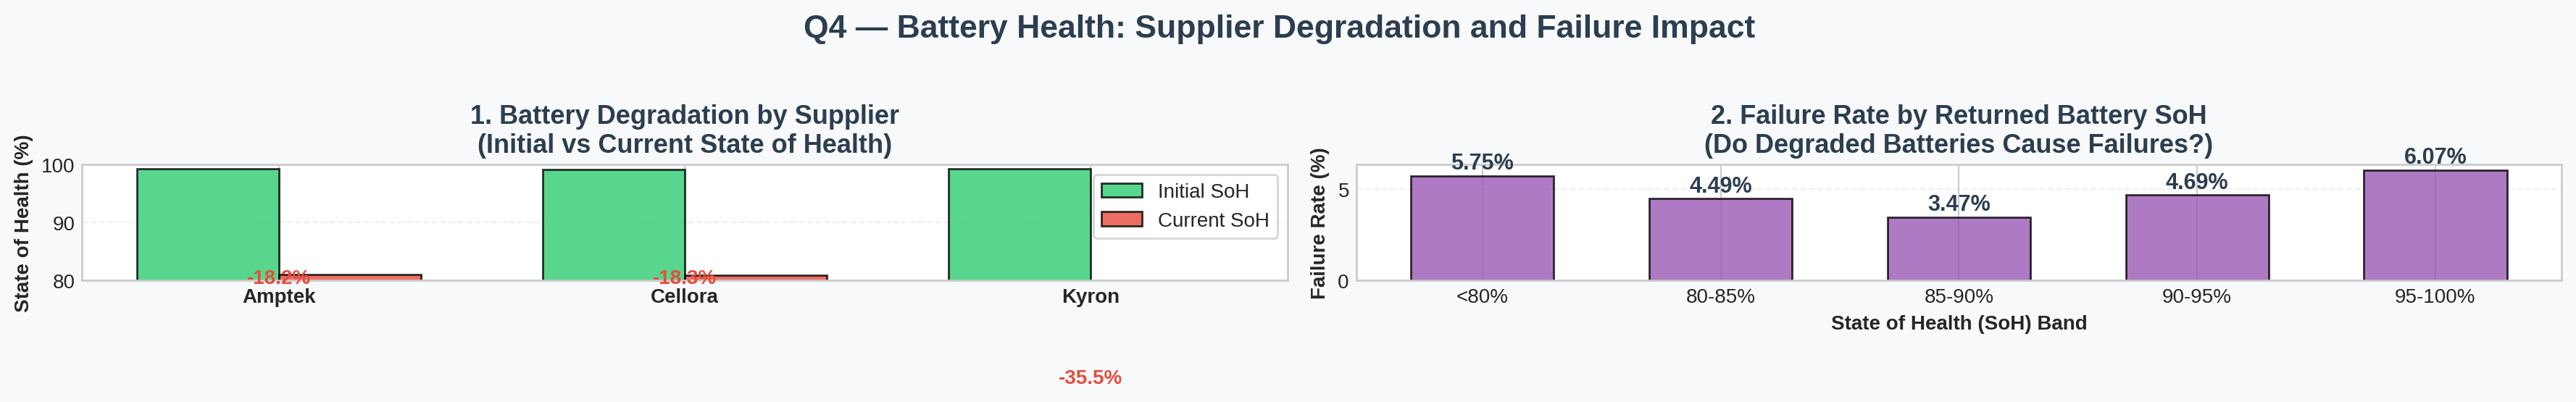 Q4 — Battery Health: Supplier Degradation and Failure Impact
1. Battery Degradation by Supplier
(Initial vs Current State of Health)
State of Health (%)
100
90
80
Initial SoH
Current SoH
-18.2%
-18.3%
Amptek
Cellora
Kyron
-35.5%
2. Failure Rate by Returned Battery SoH
(Do Degraded Batteries Cause Failures?)
Failure Rate (%)
5
0
5.75%
4.49%
3.47%
4.69%
6.07%
<80%
80-85%
85-90%
90-95%
95-100%
State of Health (SoH) Band